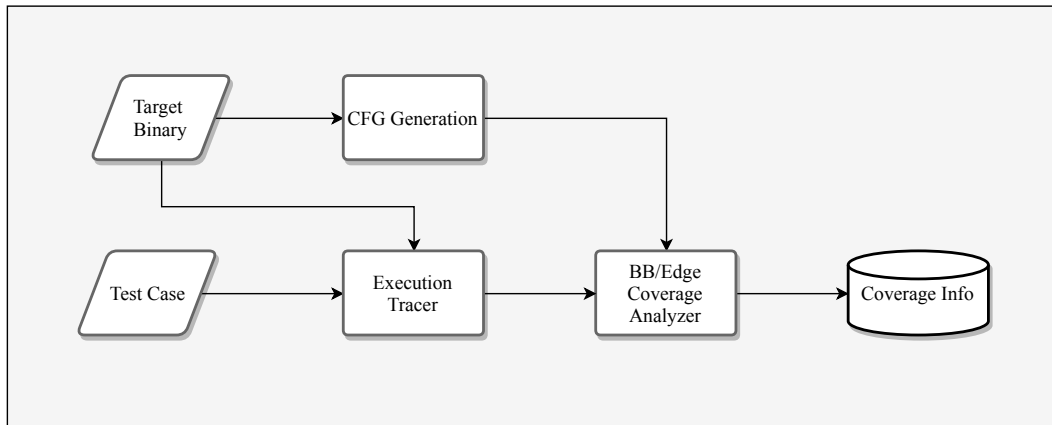 Target
Binary
CFG Generation
Test Case
Execution
Tracer
BB/Edge
Coverage
Analyzer
Coverage Info